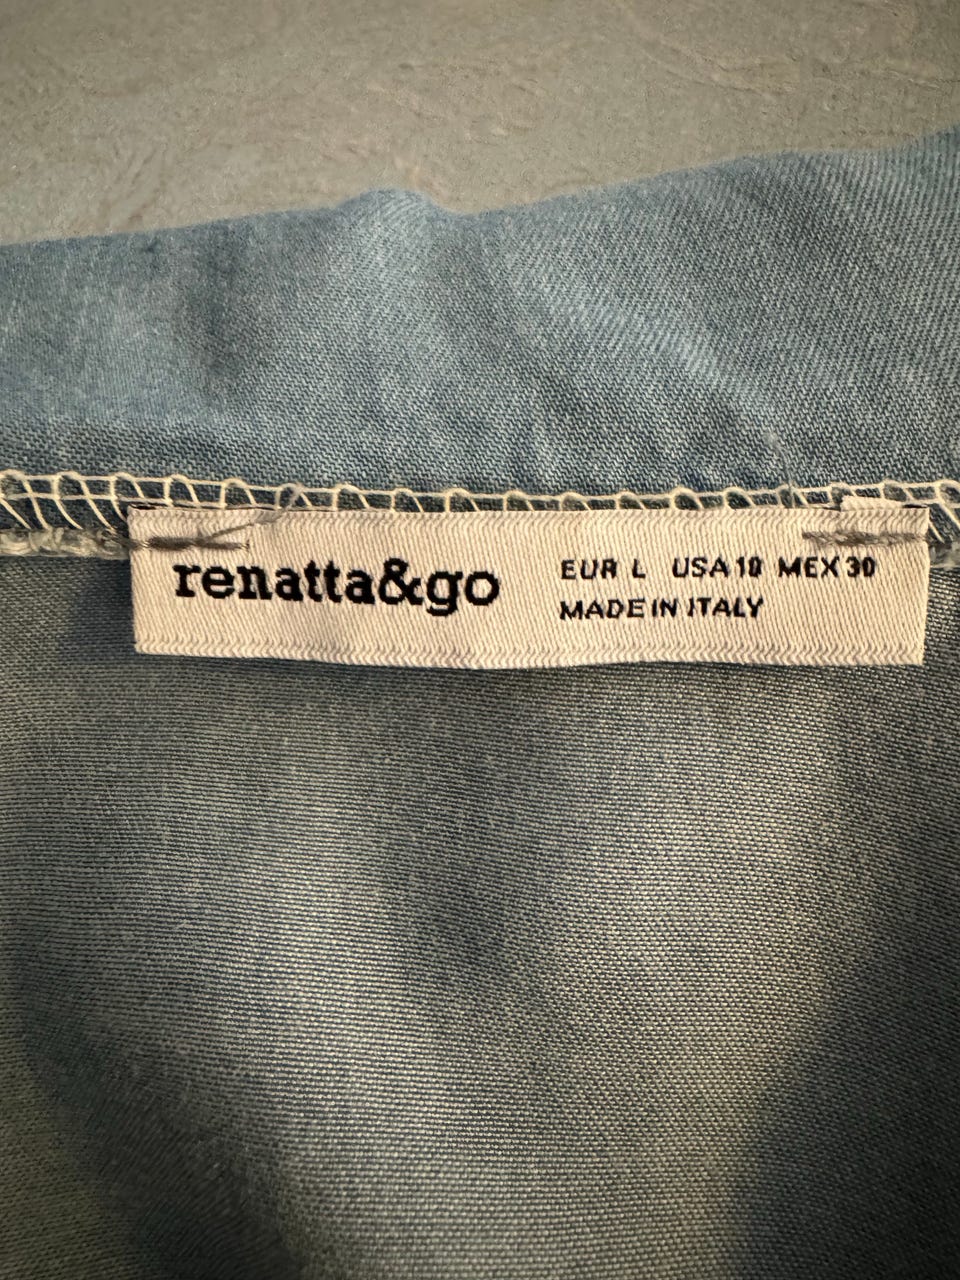 renatta&go
EUR L USA 10 MEX 30
MADE IN ITALY